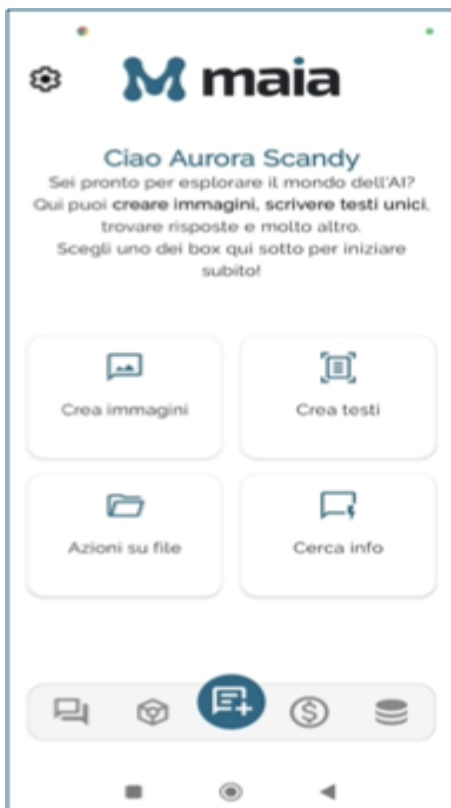 maia
Ciao Aurora Scandy
Sei pronto per esplorare il mondo dell'AI?
Qui puoi creare immagini, scrivere testi unici,
trovare risposte e molto altro.
Scegli uno dei box qui sotto per iniziare
subito!
Crea immagini
Crea testi
Azioni su file
Cerca info